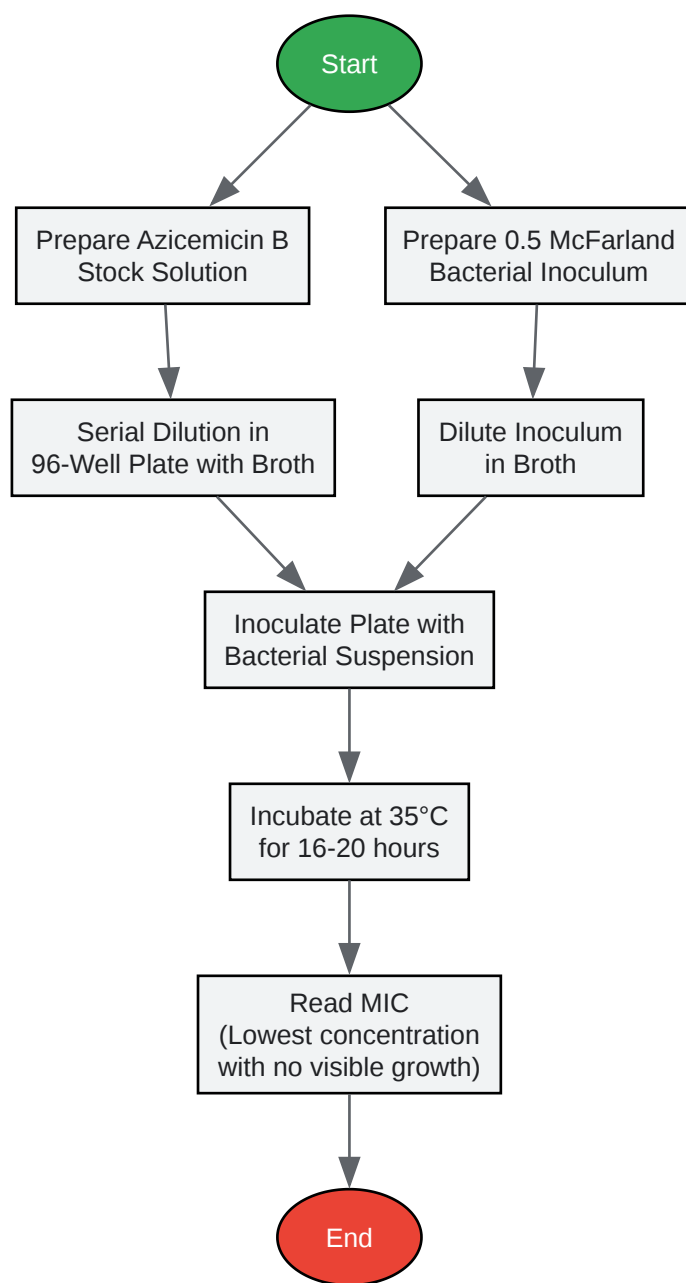 Start
Prepare Azicemicin B
Stock Solution
Prepare 0.5 McFarland
Bacterial Inoculum
Serial Dilution in
96-Well Plate with Broth
Dilute Inoculum
in Broth
Inoculate Plate with
Bacterial Suspension
Incubate at 35°C
for 16-20 hours
Read MIC
(Lowest concentration
with no visible growth)
End